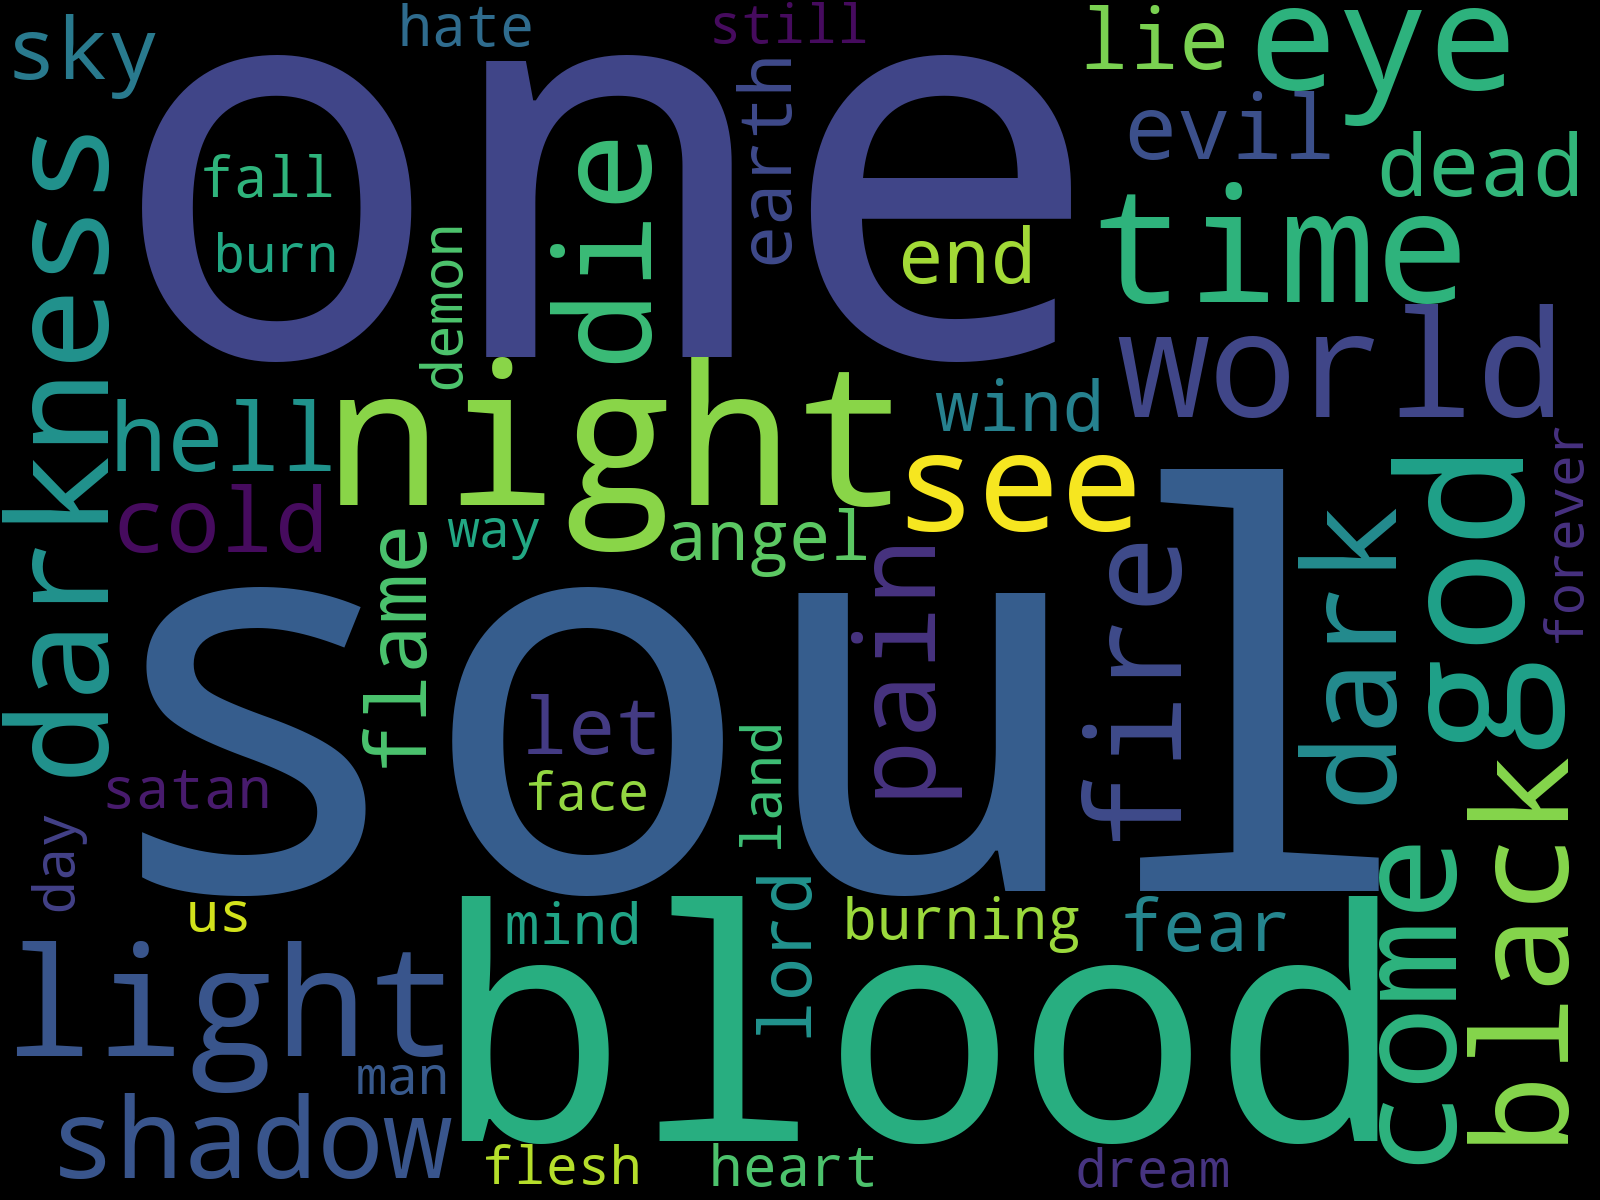 sky
hate
still
lie
eye
one
earth
evil
dead
fall
burn
die
demon
end
time
darkness
world
hell
night
wind
cold
way
angel
see
god
forever
flame
pain
fire
dark
soul
let
face
land
satan
day
us
mind
lord
burning
fear
come
black
light
blood
man
shadow
flesh
heart
dream